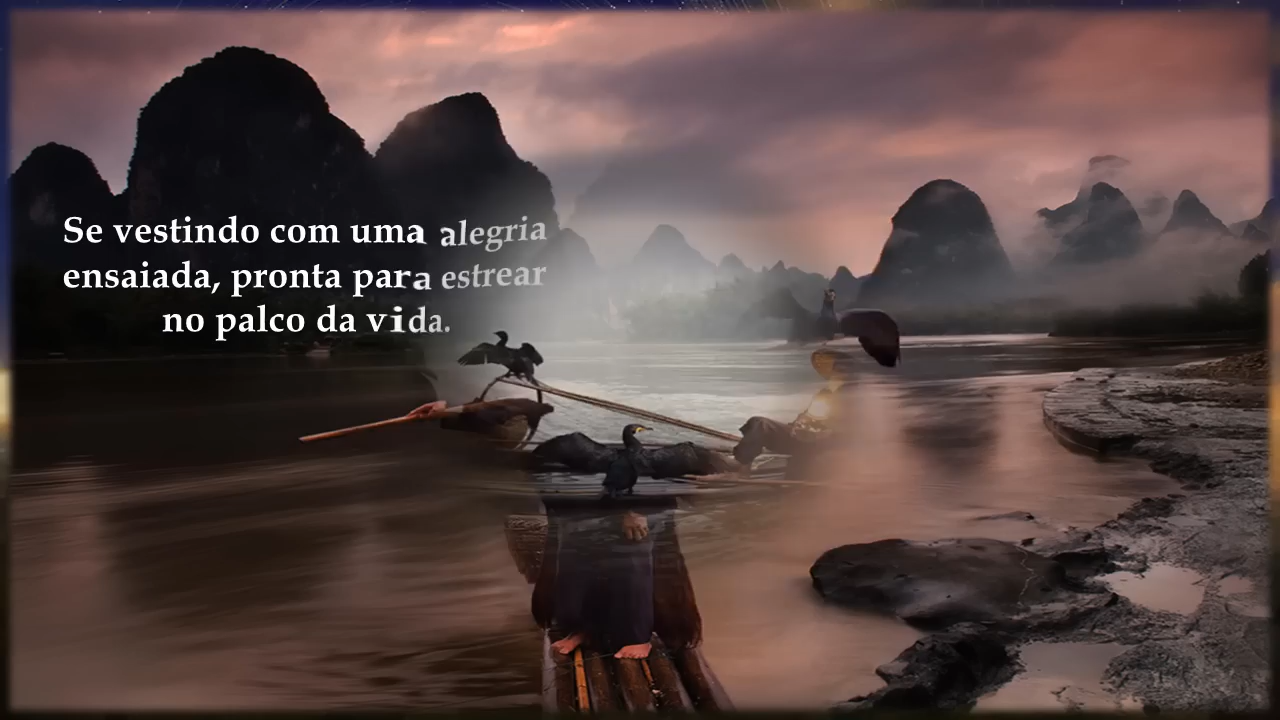 Se vestindo com uma alegria
ensaiada, pronta para estrear
no palco da vida.